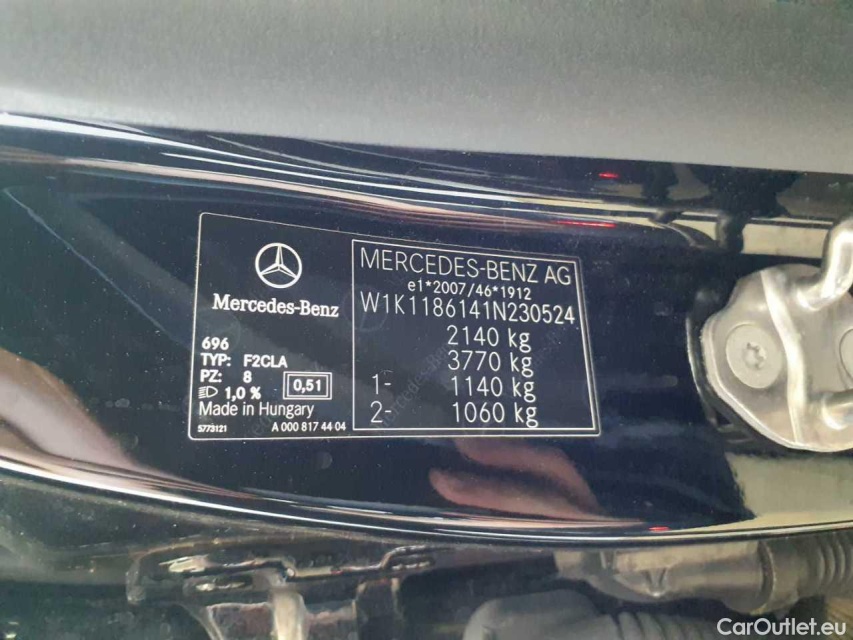 Mercedes-Benz
696
TYP: F2CLA
PZ: 8
1,0 % 0,51
Made in Hungary
5773121 A 000 817 44 04
MERCEDES-BENZ AG
e1*2007/46*1912
W1K1186141N230524
2140 kg
3770 kg
1- 1140 kg
2- 1060 kg
CarOutlet.eu